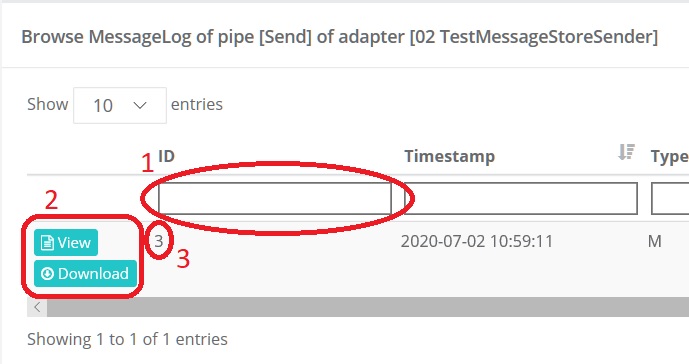 Browse MessageLog of pipe [Send] of adapter [02 TestMessageStoreSender]
Show 10 entries
1 ID Timestamp Type
2
View 3 2020-07-02 10:59:11 M
3
Download
Showing 1 to 1 of 1 entries